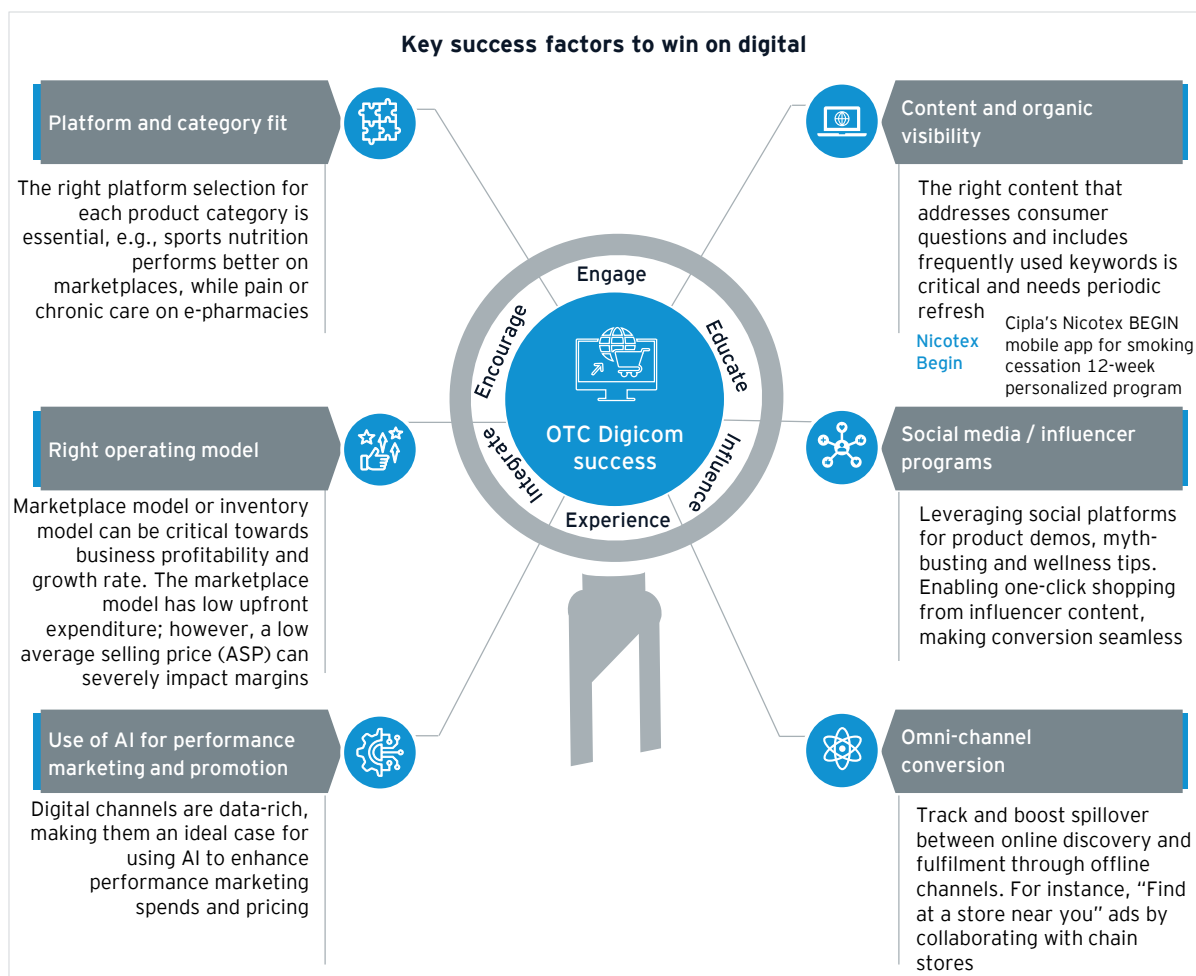 Key success factors to win on digital
Platform and category fit
The right platform selection for
each product category is
essential, e.g., sports nutrition
performs better on
marketplaces, while pain or
chronic care on e-pharmacies
Right operating model
Marketplace model or inventory
model can be critical towards
business profitability and
growth rate. The marketplace
model has low upfront
expenditure; however, a low
average selling price (ASP) can
severely impact margins
Use of AI for performance
marketing and promotion
Digital channels are data-rich,
making them an ideal case for
using AI to enhance
performance marketing
spends and pricing
Engage
Educate
Influence
Experience
Integrate
Encourage
OTC Digicom
success
Content and organic
visibility
The right content that
addresses consumer
questions and includes
frequently used keywords is
critical and needs periodic
refresh
Nicotex
Begin
Cipla's Nicotex BEGIN
mobile app for smoking
cessation 12-week
personalized program
Social media / influencer
programs
Leveraging social platforms
for product demos, myth-
busting and wellness tips.
Enabling one-click shopping
from influencer content,
making conversion seamless
Omni-channel
conversion
Track and boost spillover
between online discovery and
fulfilment through offline
channels. For instance, “Find
at a store near you” ads by
collaborating with chain
stores